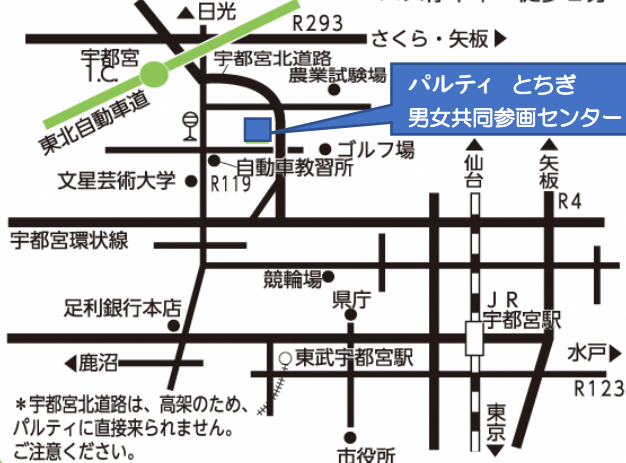 ▲日光
R293
さくら・矢板▶
宇都宮
I.C.
宇都宮北道路
農業試験場
パルティ とちぎ
男女共同参画センター
東北自動車道
ゴルフ場
自動車教習所
文星芸術大学
R119
仙台
矢板
R4
宇都宮環状線
競輪場
県庁
足利銀行本店
JR
宇都宮駅
◀鹿沼
東武宇都宮駅
水戸▶
R123
東京
市役所
*宇都宮北道路は、高架のため、
パルティに直接来られません。
ご注意ください。